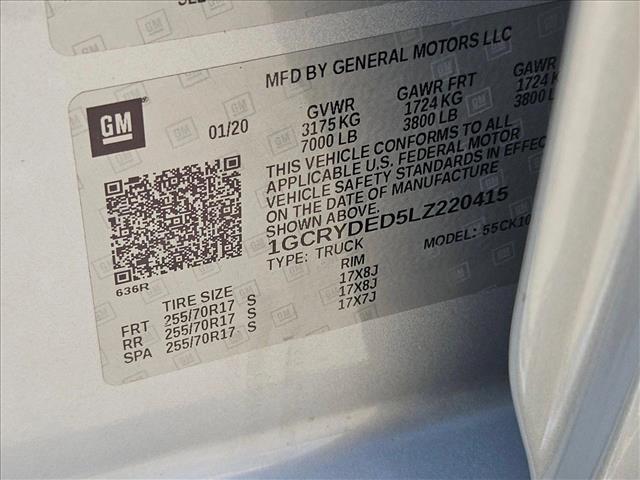 MFD BY GENERAL MOTORS LLC
GM
01/20
GVWR GAWR FRT GAWR
3175 KG 1724 KG 1724 KG
7000 LB 3800 LB 3800 LB
THIS VEHICLE CONFORMS TO ALL
APPLICABLE U.S. FEDERAL MOTOR
VEHICLE SAFETY STANDARDS IN EFFEC
ON THE DATE OF MANUFACTURE
SHOWN ABOVE.
1GCRYDED5LZ220415
TYPE: TRUCK MODEL: 55CK10
636R
TIRE SIZE RIM
FRT 255/70R17 S 17X8J
RR 255/70R17 S 17X8J
SPA 255/70R17 S 17X7J